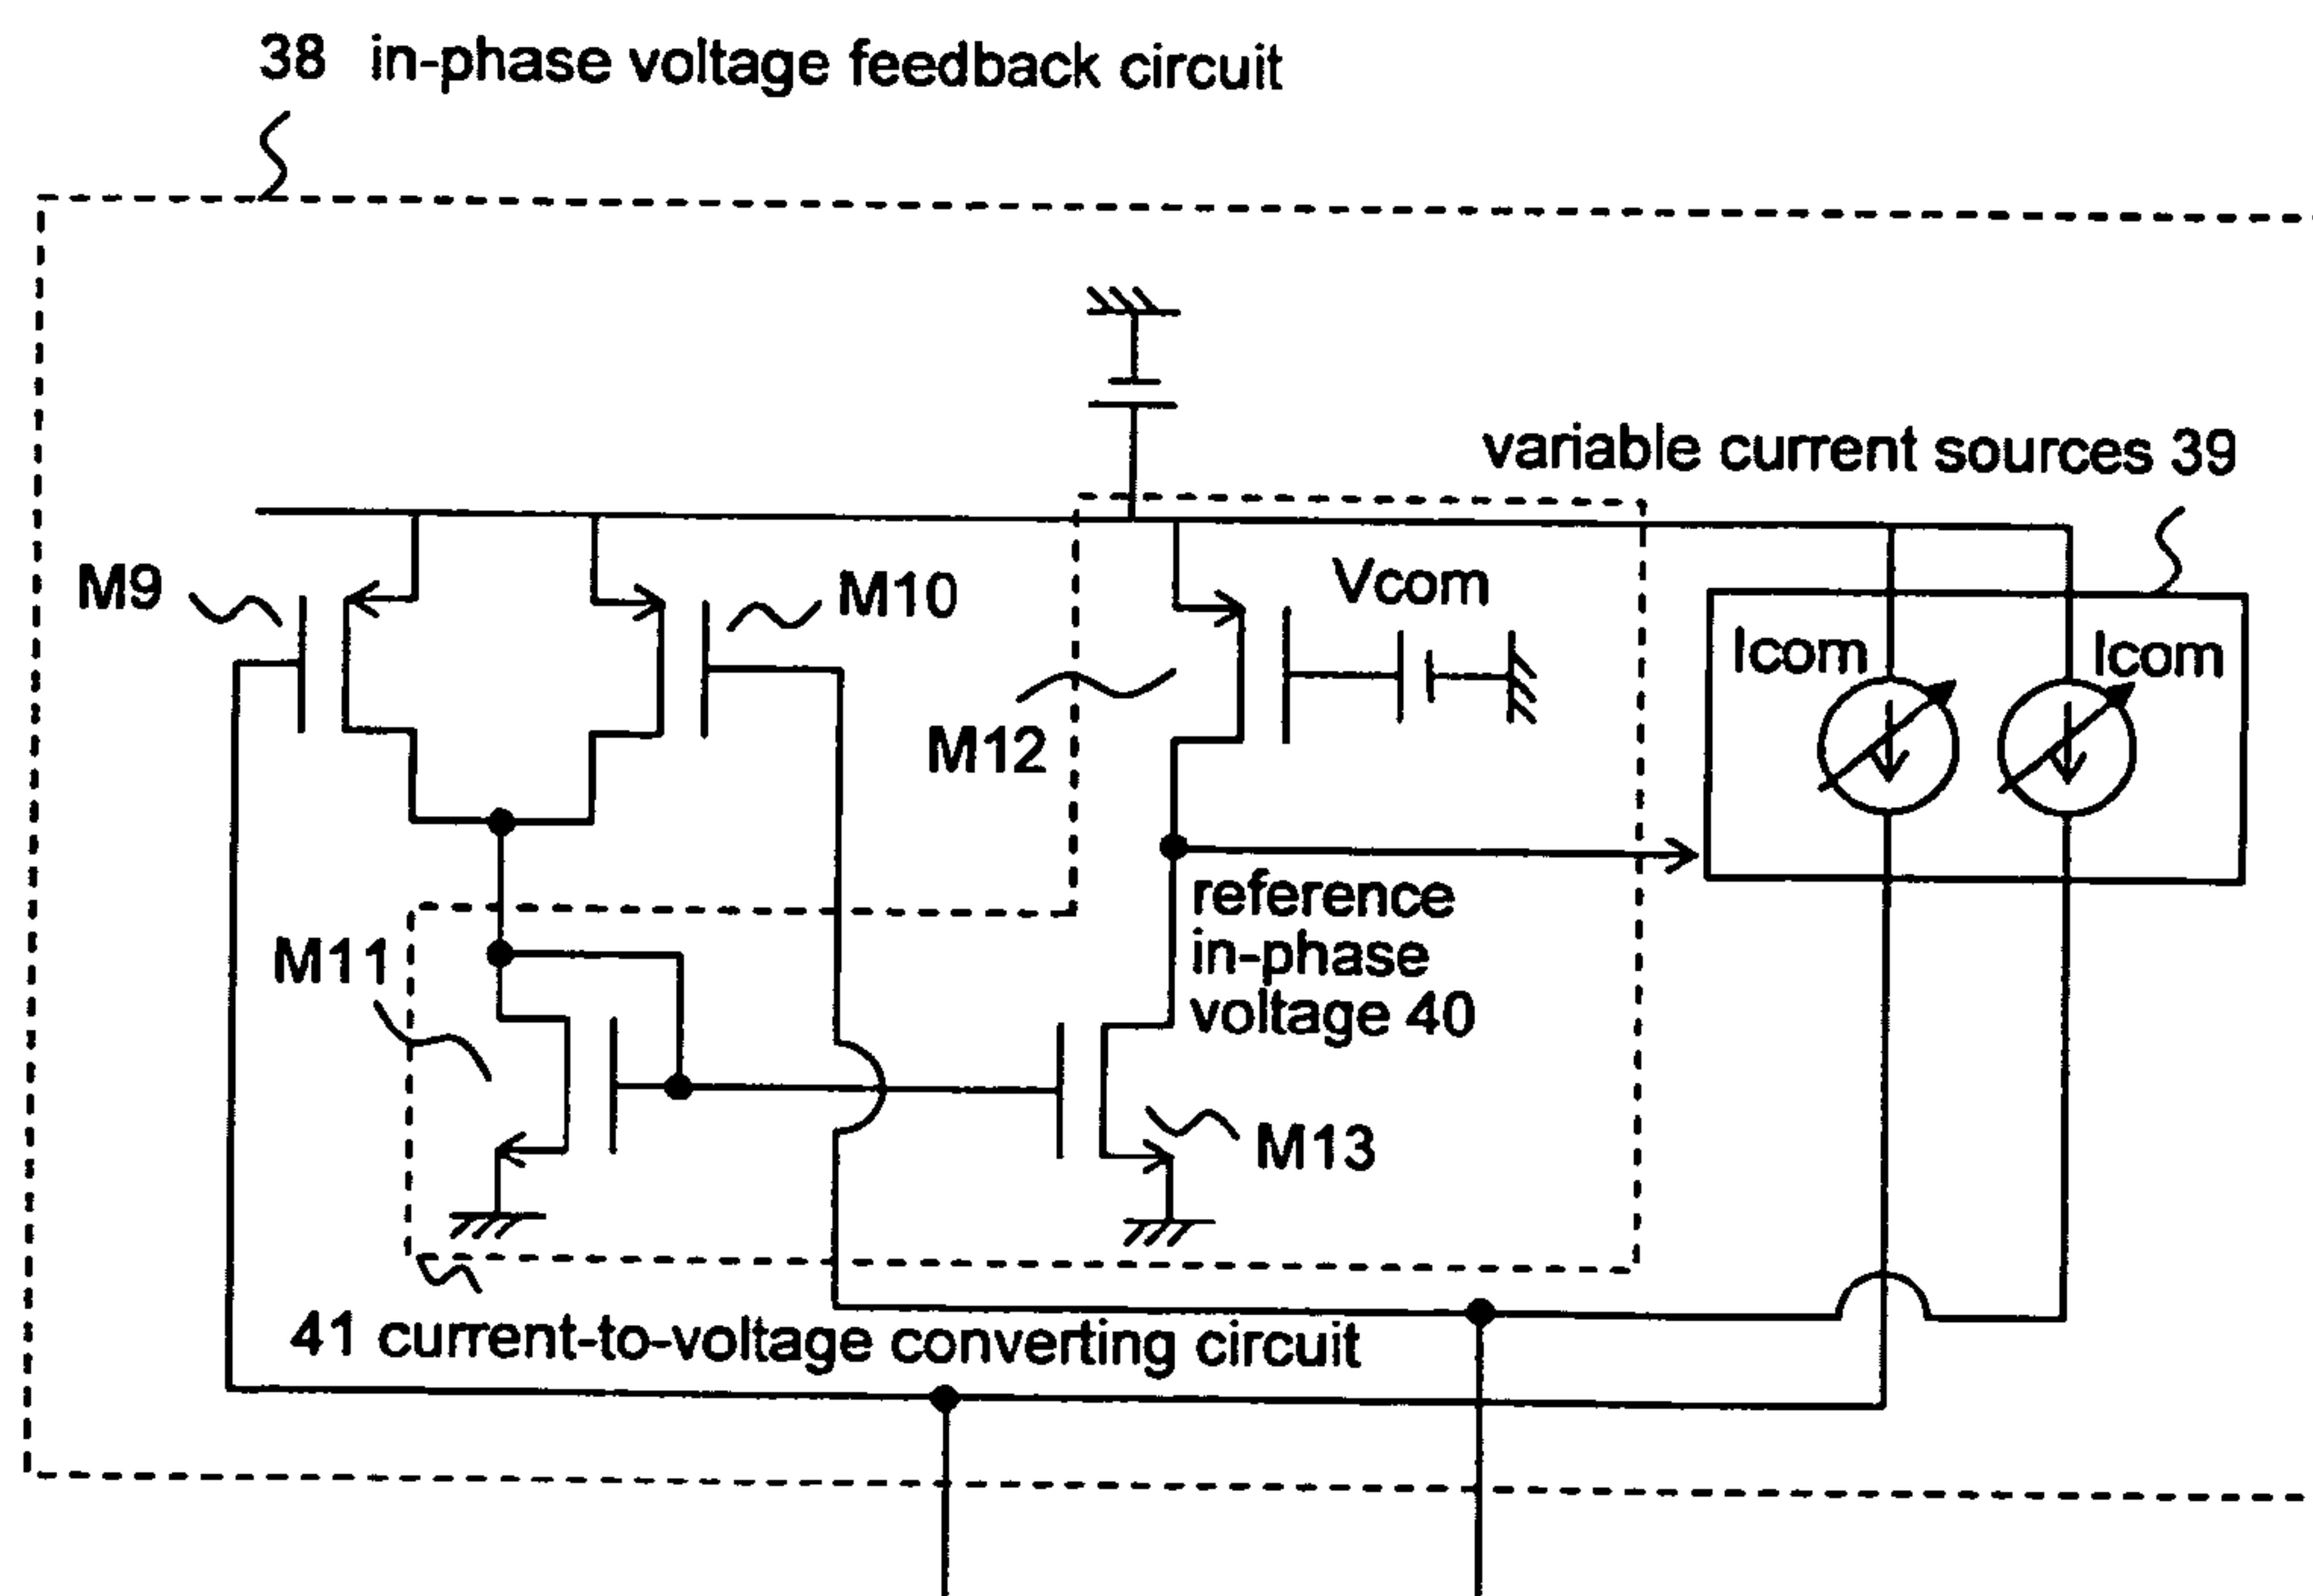 38 in-phase voltage feedback circuit
variable current sources 39
M9
M10
Vcom
Icom
Icom
M12
reference
in-phase
voltage 40
M11
M13
41 current-to-voltage converting circuit